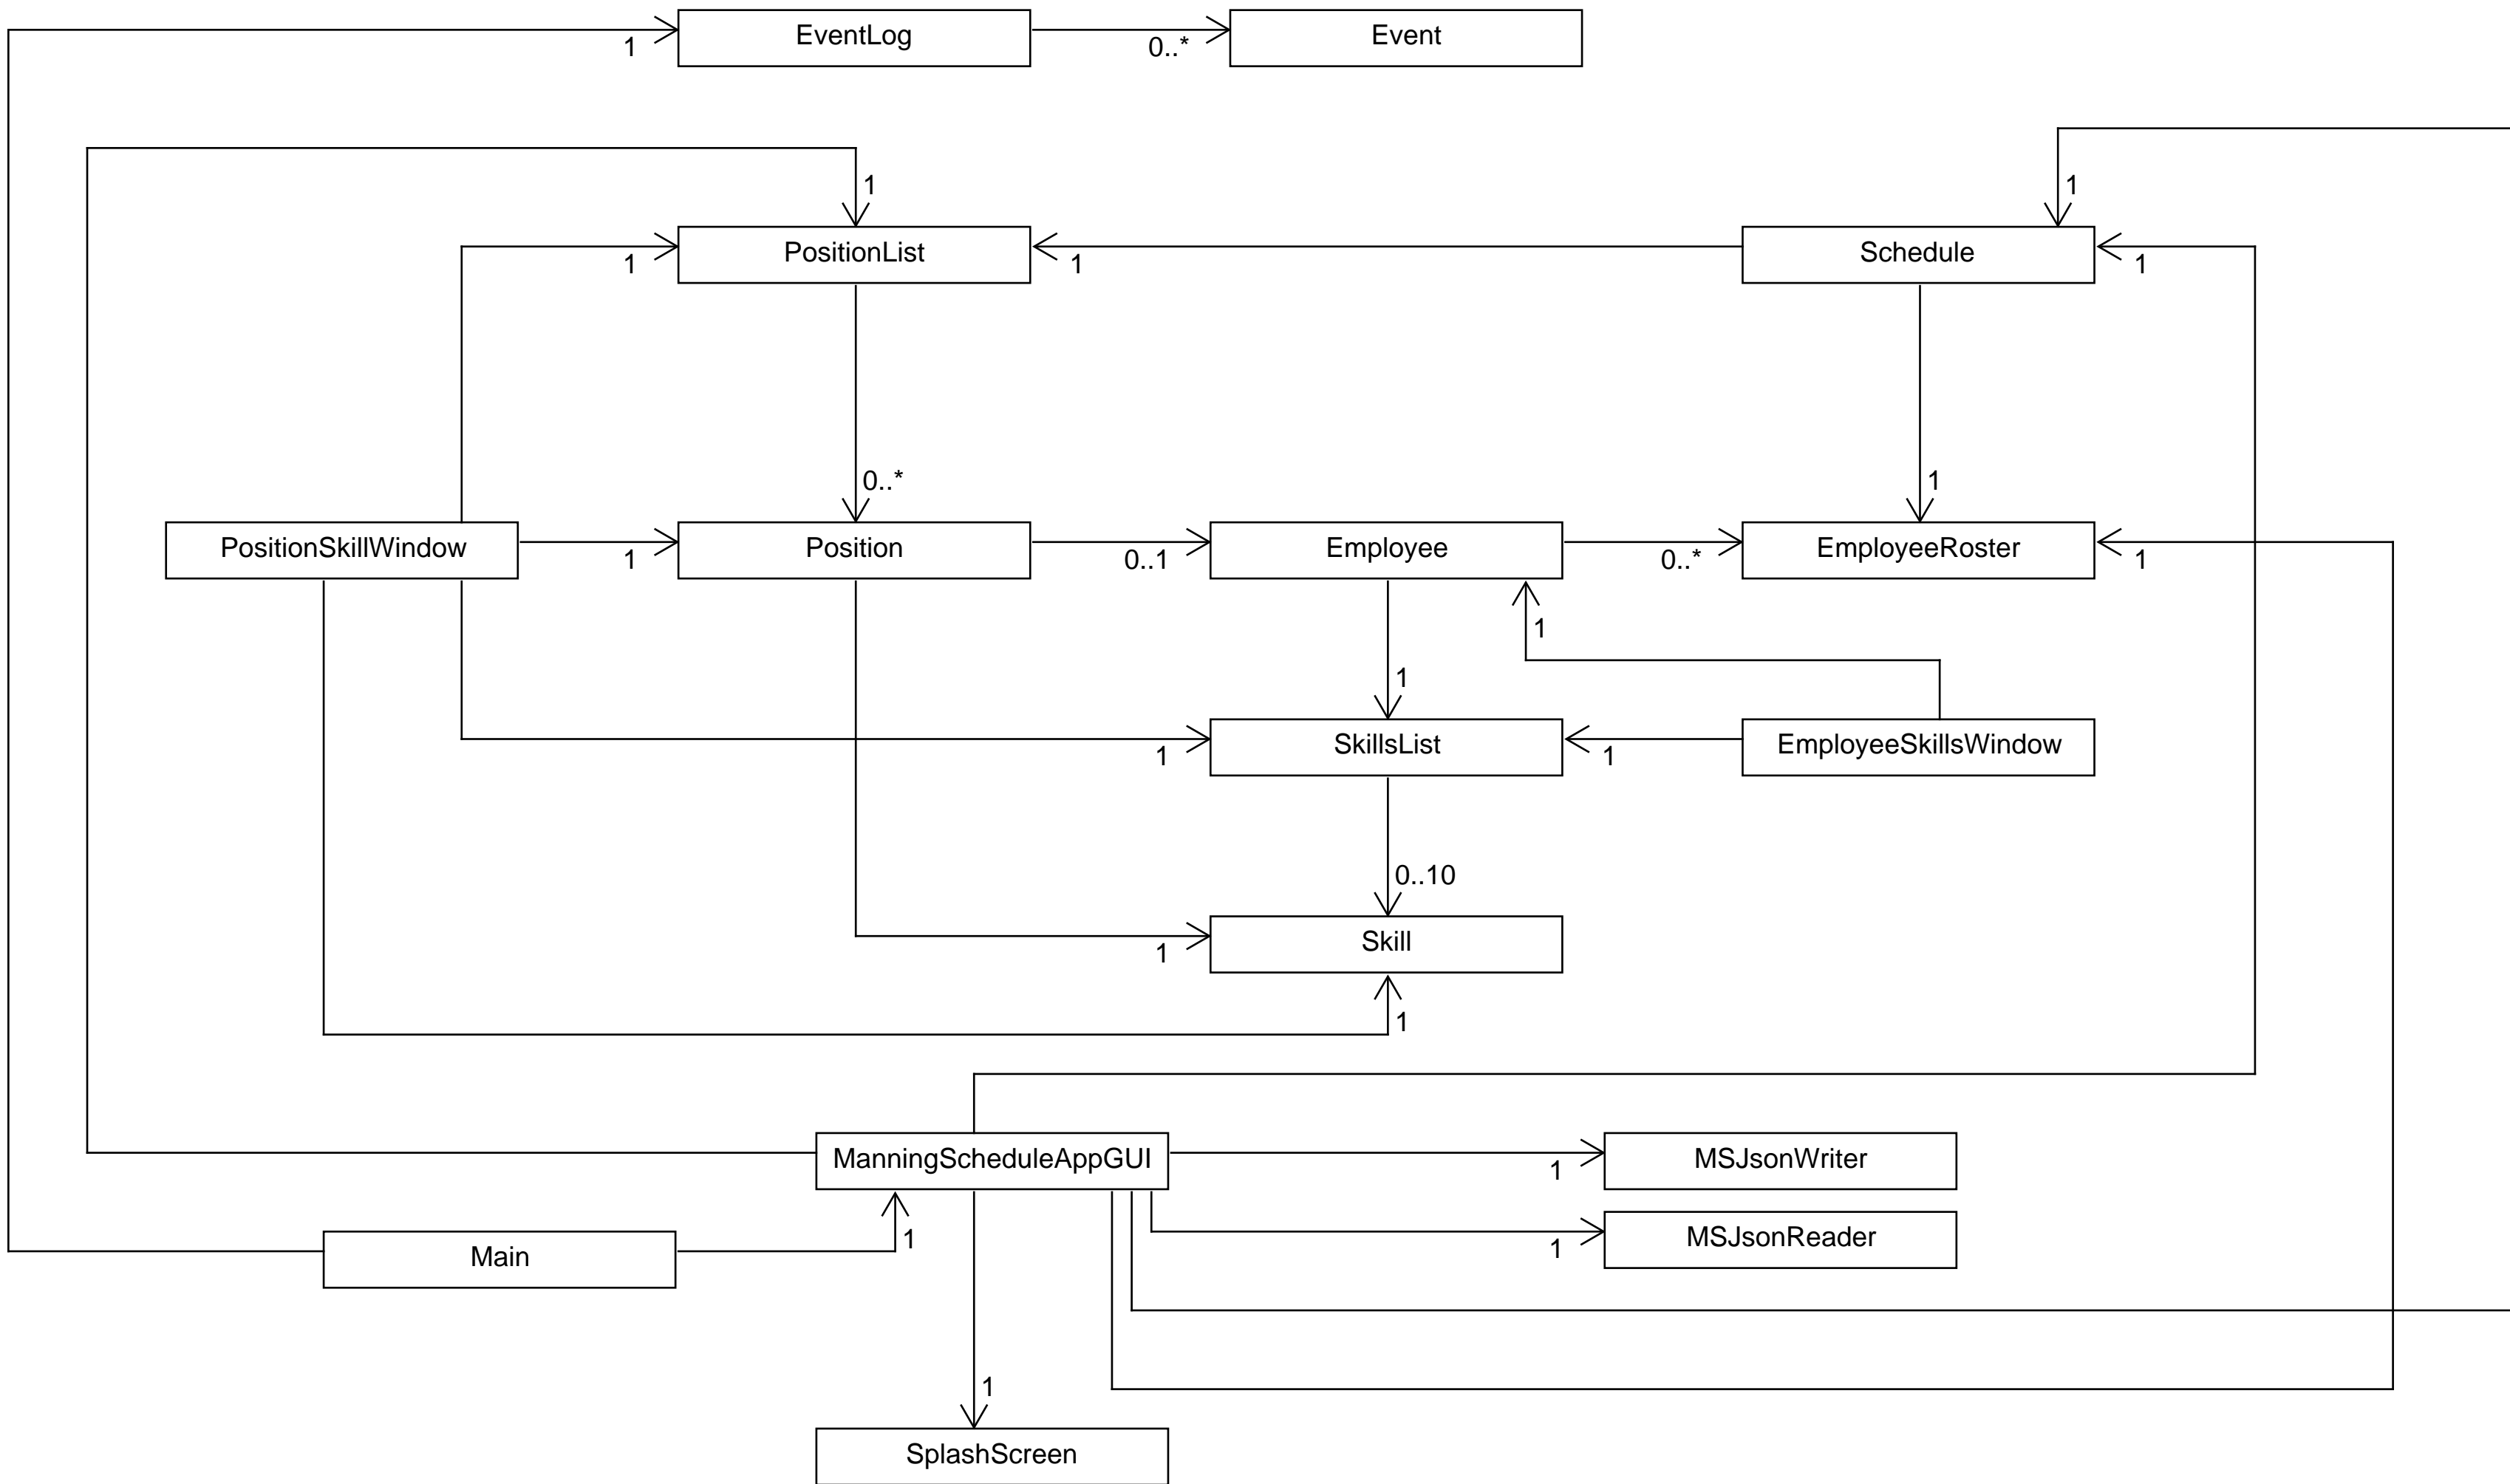 EventLog
Event
1
0..*
1
1
PositionList
Schedule
1
1
1
0..*
1
PositionSkillWindow
Position
Employee
EmployeeRoster
1
0..1
0..*
1
1
1
SkillsList
EmployeeSkillsWindow
1
1
0..10
Skill
1
1
ManningScheduleAppGUI
MSJsonWriter
1
1
MSJsonReader
Main
1
1
SplashScreen